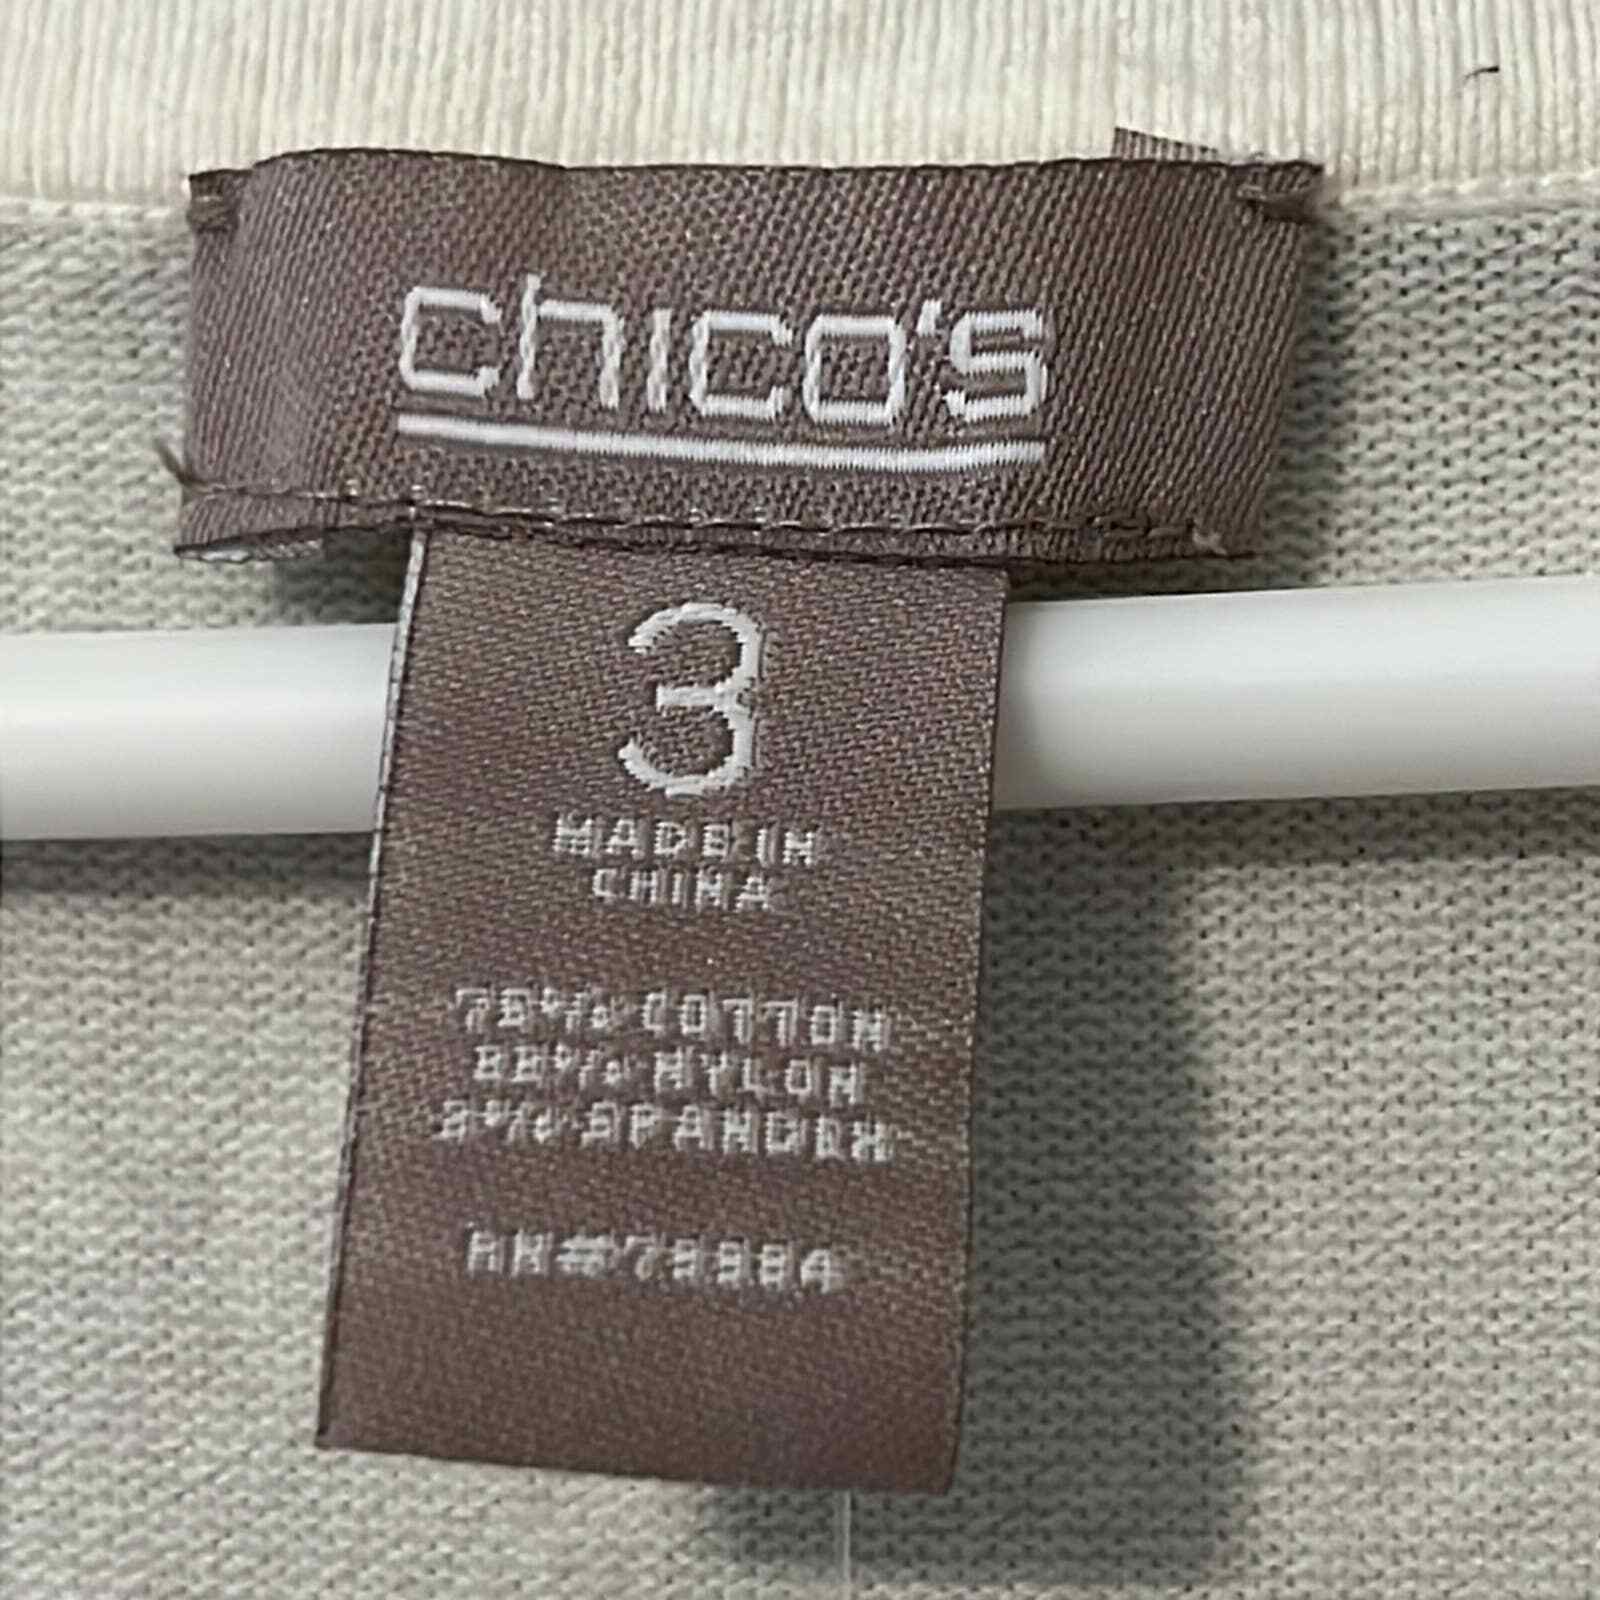 chico's
3
MADE IN
CHINA
COTTON
NYLON
SPANDEX